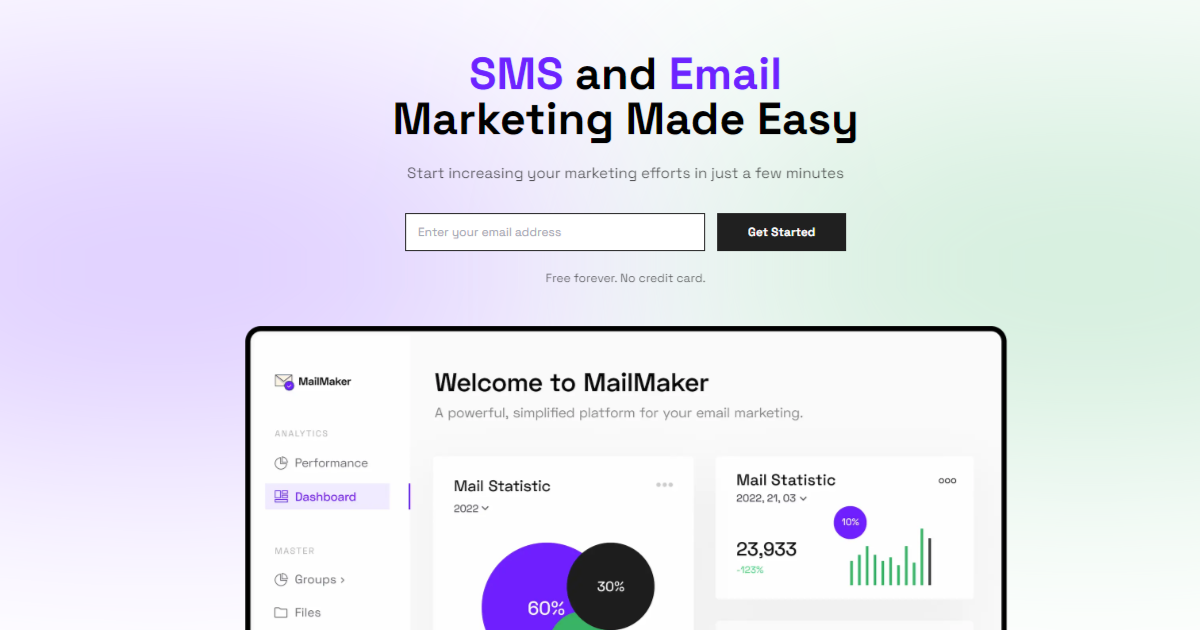 SMS and Email
Marketing Made Easy
Start increasing your marketing efforts in just a few minutes
Enter your email address
Get Started
Free forever. No credit card.
MailMaker
ANALYTICS
Performance
Dashboard
MASTER
Groups ›
Files
Welcome to MailMaker
A powerful, simplified platform for your email marketing.
Mail Statistic
2022
60%
30%
Mail Statistic
2022, 21, 03
10%
23,933
-123%